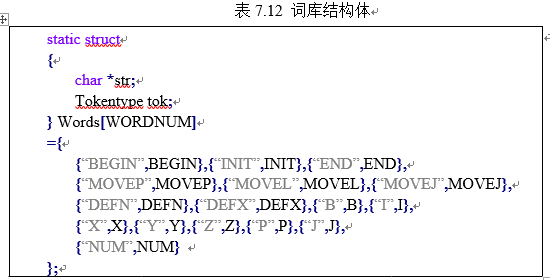 表 7.12 词库结构体
static struct
{
char *str;
Tokentype tok;
} Words[WORDNUM]
={
{“BEGIN”,BEGIN},{“INIT”,INIT},{“END”,END},
{“MOVEP”,MOVEP},{“MOVEL”,MOVEL},{“MOVEJ”,MOVEJ},
{“DEFN”,DEFN},{“DEFX”,DEFX},{“B”,B},{“I”,I},
{“X”,X},{“Y”,Y},{“Z”,Z},{“P”,P},{“J”,J},
{“NUM”,NUM}
};